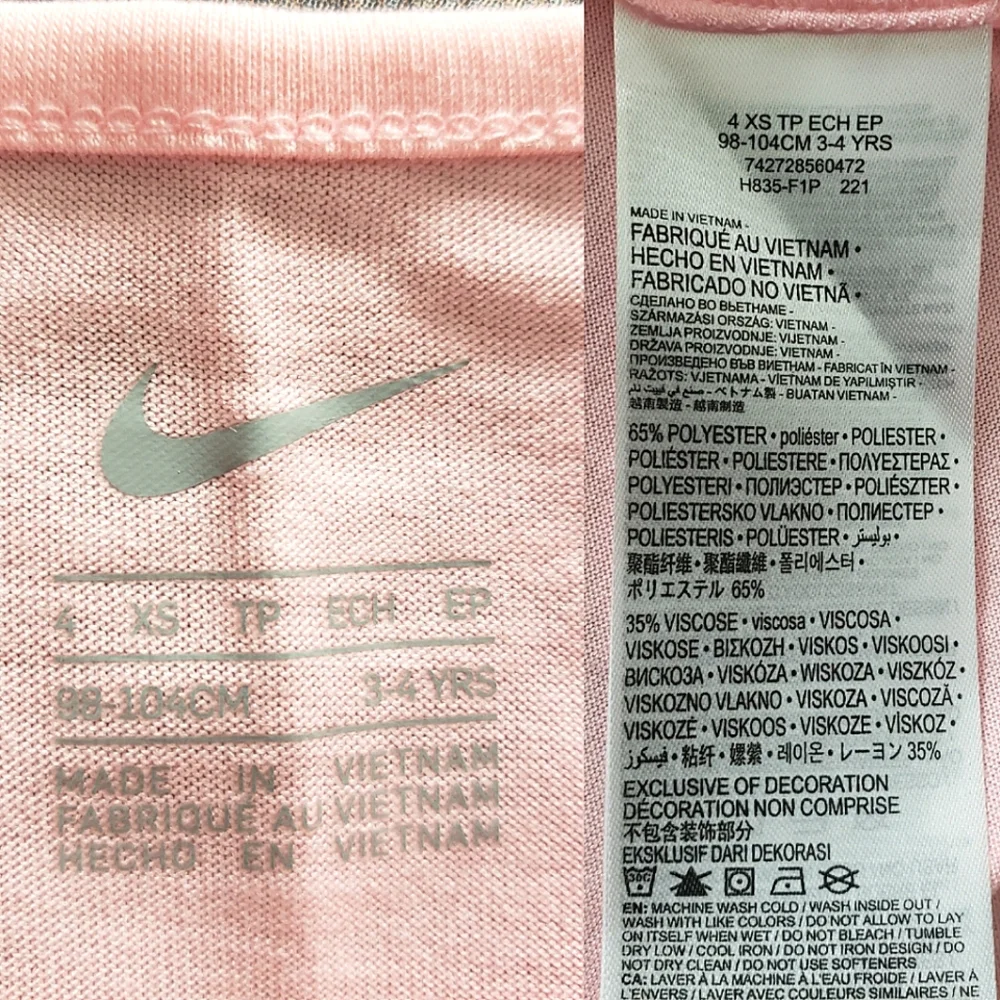 4 XS TP ECH EP
98-104CM 3-4 YRS
MADE IN VIETNAM
FABRIQUÉ AU VIETNAM
HECHO EN VIETNAM
4 XS TP ECH EP
98-104CM 3-4 YRS
742728560472
H835-F1P 221
MADE IN VIETNAM -
FABRIQUÉ AU VIETNAM •
HECHO EN VIETNAM •
FABRICADO NO VIETNÃ •
СДЕЛАНО ВО ВЬЕТНАМЕ -
SZÁRMAZÁSI ORSZÁG: VIETNAM -
ZEMLJA PROIZVODNJE: VIJETNAM -
DRŽAVA PROIZVODNJE: VIETNAM -
ПРОИЗВЕДЕНО ВЪВ ВИЕТНАМ - FABRICAT ÎN VIETNAM -
RAŽOTS: VJETNAMA - VİETNAM DE YAPILMIŞTIR -
صنع في فييت نام - ベトナム製 - BUATAN VIETNAM -
越南製造 - 越南制造
65% POLYESTER • poliéster • POLIESTER •
POLIÉSTER • POLIESTERE • ΠΟΛΥΕΣΤΕΡΑΣ •
POLYESTERI • ПОЛИЭСТЕР • POLIÉSZTER •
POLIESTERSKO VLAKNO • ПОЛИЕСТЕР •
POLIESTERIS • POLÜESTER • بوليستر •
聚酯纤维 • 聚酯纖維 • 폴리에스터 •
ポリエステル 65%
35% VISCOSE • viscosa • VISCOSA •
VISKOSE • ΒΙΣΚΟΖΗ • VISKOS • VISKOOSI •
ВИСКОЗА • VISKÓZA • WISKOZA • VISZKÓZ •
VISKOZNO VLAKNO • VISKOZA • VISCOZĂ •
VISKOZĖ • VISKOOS • VISKOZE • VİSKOZ •
فيسكوز • 粘纤 • 嫘縈 • 레이온 • レーヨン 35%
EXCLUSIVE OF DECORATION
DÉCORATION NON COMPRISE
不包含装饰部分
EKSKLUSIF DARI DEKORASI
30C
EN: MACHINE WASH COLD / WASH INSIDE OUT /
WASH WITH LIKE COLORS / DO NOT ALLOW TO LAY
ON ITSELF WHEN WET / DO NOT BLEACH / TUMBLE
DRY LOW / COOL IRON / DO NOT IRON DESIGN / DO
NOT DRY CLEAN / DO NOT USE SOFTENERS
CA: LAVER À LA MACHINE À L'EAU FROIDE / LAVER À
L'ENVERS / LAVER AVEC COULEURS SIMILAIRES / NE